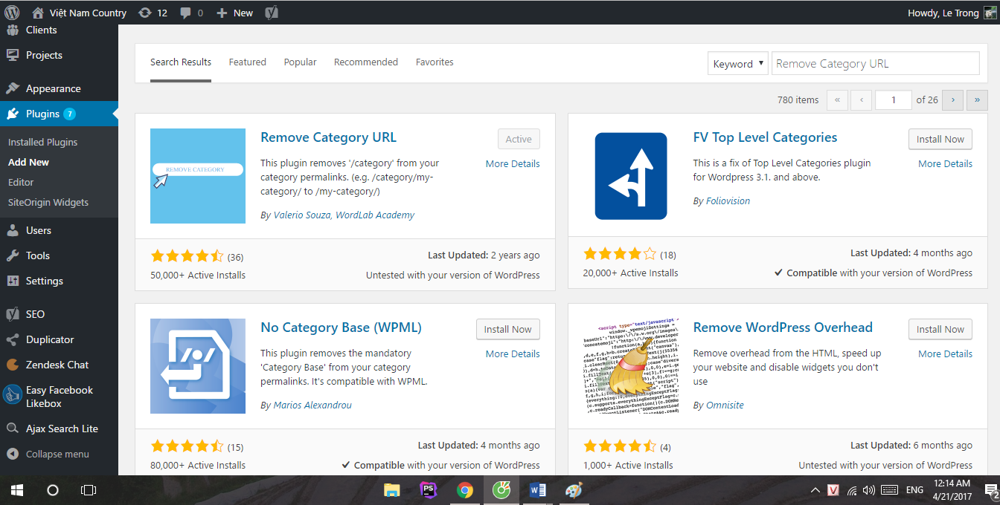 Việt Nam Country
12
0
New
Howdy, Le Trong
Clients
Projects
Appearance
Plugins 7
Installed Plugins
Add New
Editor
SiteOrigin Widgets
Users
Tools
Settings
SEO
Duplicator
Zendesk Chat
Easy Facebook
Likebox
Ajax Search Lite
Collapse menu
Search Results Featured Popular Recommended Favorites
Keyword
Remove Category URL
780 items « ‹ 1 of 26 › »
REMOVE CATEGORY
Remove Category URL
Active
More Details
This plugin removes '/category' from your
category permalinks. (e.g. /category/my-
category/ to /my-category/)
By Valerio Souza, WordLab Academy
(36)
Last Updated: 2 years ago
50,000+ Active Installs
Untested with your version of WordPress
FV Top Level Categories
Install Now
More Details
This is a fix of Top Level Categories plugin
for Wordpress 3.1. and above.
By Foliovision
(18)
Last Updated: 4 months ago
20,000+ Active Installs
Compatible with your version of WordPress
No Category Base (WPML)
Install Now
More Details
This plugin removes the mandatory
'Category Base' from your category
permalinks. It's compatible with WPML.
By Marios Alexandrou
(15)
Last Updated: 4 months ago
80,000+ Active Installs
Compatible with your version of WordPress
<script type="text/javascript"
Remove WordPress Overhead
Install Now
More Details
Remove overhead from the HTML, speed up
your website and disable widgets you don't
use
By Omnisite
(4)
Last Updated: 6 months ago
1,000+ Active Installs
Untested with your version of WordPress
PS
V
ENG
12:14 AM
4/21/2017
2